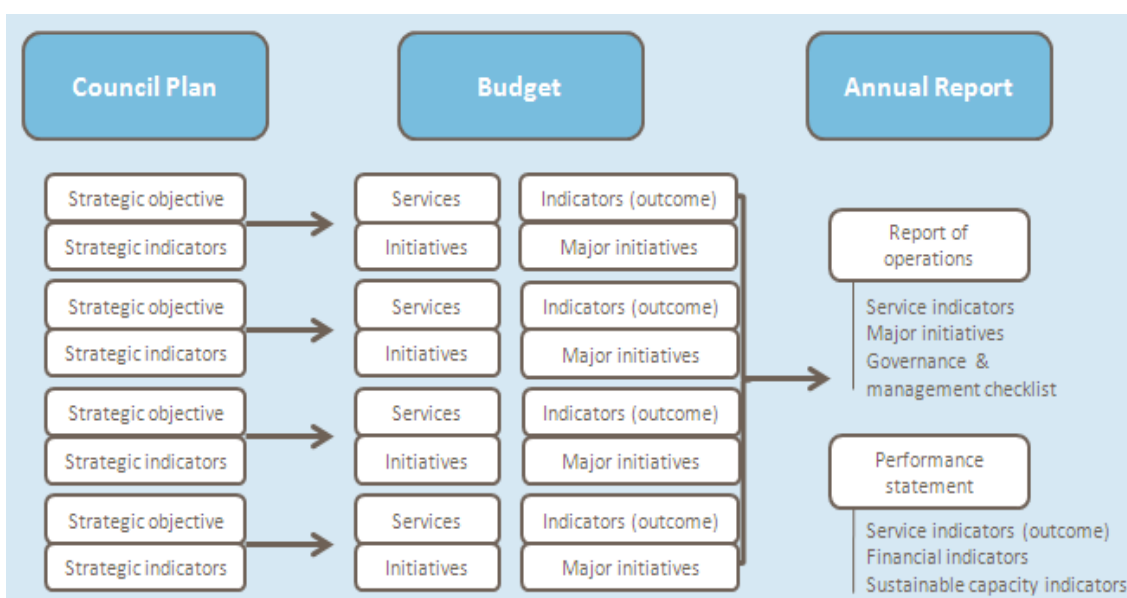 Council Plan
Budget
Annual Report
Strategic objective
Strategic indicators
Strategic objective
Strategic indicators
Strategic objective
Strategic indicators
Strategic objective
Strategic indicators
Services
Initiatives
Services
Initiatives
Services
Initiatives
Services
Initiatives
Indicators (outcome)
Major initiatives
Indicators (outcome)
Major initiatives
Indicators (outcome)
Major initiatives
Indicators (outcome)
Major initiatives
Report of
operations
Service indicators
Major initiatives
Governance &
management checklist
Performance
statement
Service indicators (outcome)
Financial indicators
Sustainable capacity indicators